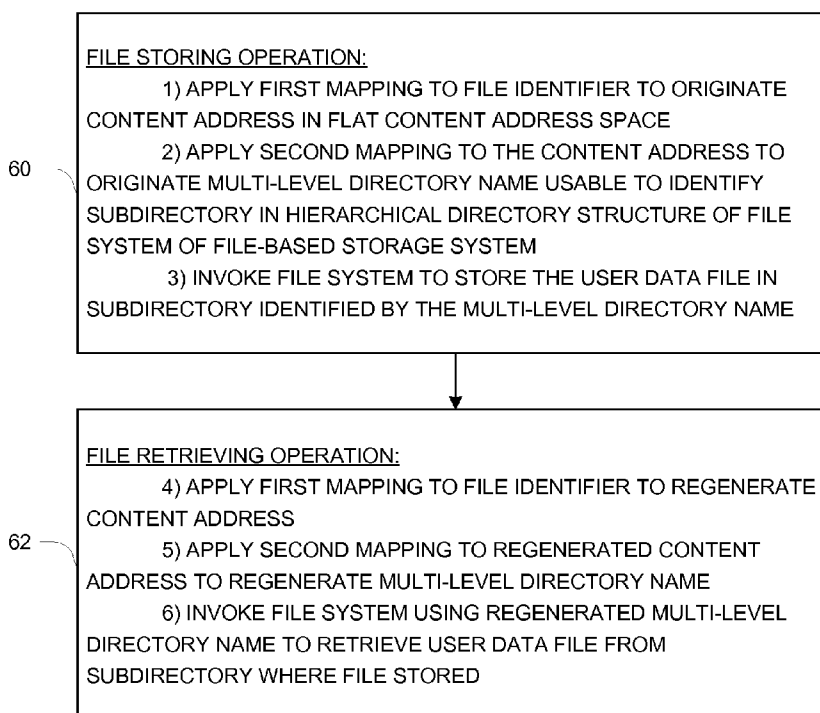 FILE STORING OPERATION:
1) APPLY FIRST MAPPING TO FILE IDENTIFIER TO ORIGINATE
CONTENT ADDRESS IN FLAT CONTENT ADDRESS SPACE
2) APPLY SECOND MAPPING TO THE CONTENT ADDRESS TO
ORIGINATE MULTI-LEVEL DIRECTORY NAME USABLE TO IDENTIFY
SUBDIRECTORY IN HIERARCHICAL DIRECTORY STRUCTURE OF FILE
SYSTEM OF FILE-BASED STORAGE SYSTEM
3) INVOKE FILE SYSTEM TO STORE THE USER DATA FILE IN
SUBDIRECTORY IDENTIFIED BY THE MULTI-LEVEL DIRECTORY NAME
60
FILE RETRIEVING OPERATION:
4) APPLY FIRST MAPPING TO FILE IDENTIFIER TO REGENERATE
CONTENT ADDRESS
5) APPLY SECOND MAPPING TO REGENERATED CONTENT
ADDRESS TO REGENERATE MULTI-LEVEL DIRECTORY NAME
6) INVOKE FILE SYSTEM USING REGENERATED MULTI-LEVEL
DIRECTORY NAME TO RETRIEVE USER DATA FILE FROM
SUBDIRECTORY WHERE FILE STORED
62